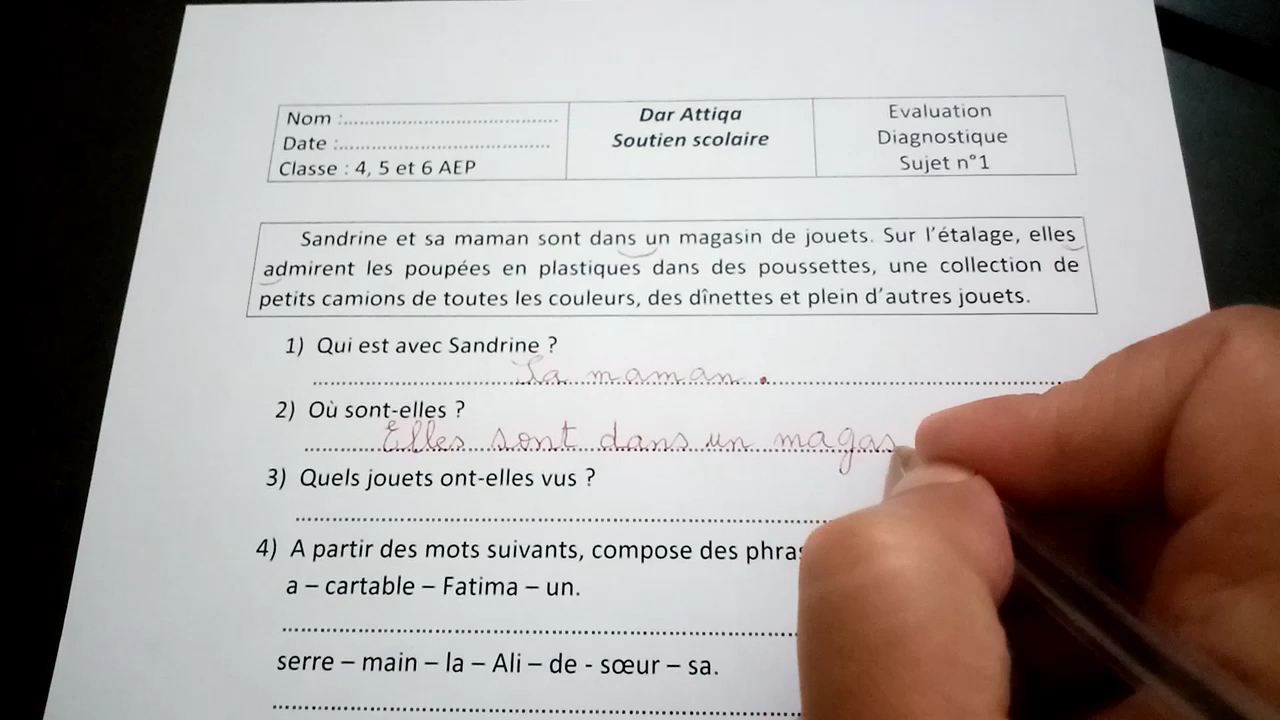 Nom :..........................................
Date :..........................................
Classe : 4, 5 et 6 AEP
Dar Attiqa
Soutien scolaire
Evaluation
Diagnostique
Sujet n°1
Sandrine et sa maman sont dans un magasin de jouets. Sur l'étalage, elles
admirent les poupées en plastiques dans des poussettes, une collection de
petits camions de toutes les couleurs, des dînettes et plein d'autres jouets.
1) Qui est avec Sandrine ?
Sa maman.
2) Où sont-elles ?
Elles sont dans un magas
3) Quels jouets ont-elles vus ?
4) A partir des mots suivants, compose des phras
a – cartable – Fatima – un.
serre – main – la – Ali – de - sœur – sa.